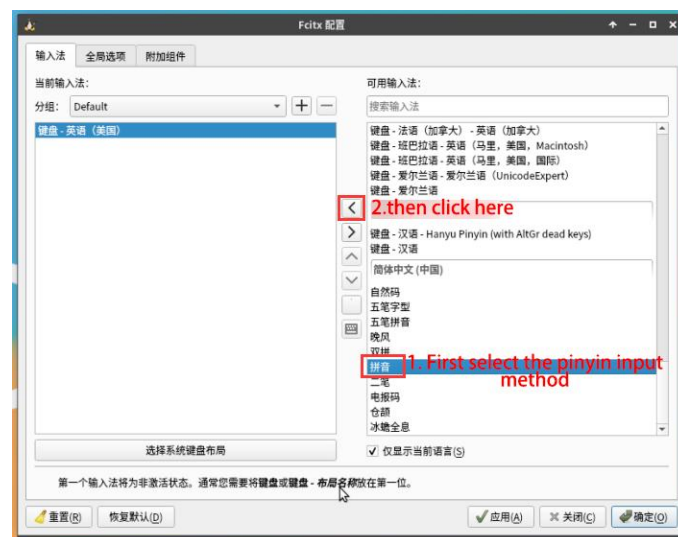 Fcitx 配置
输入法 全局选项 附加组件
当前输入法: 可用输入法:
分组: Default 搜索输入法
键盘 - 英语（美国） 键盘 - 法语（加拿大）- 英语（加拿大）
键盘 - 班巴拉语 - 英语（马里，美国，Macintosh）
键盘 - 班巴拉语 - 英语（马里，美国，国际）
键盘 - 爱尔兰语 - 爱尔兰语（UnicodeExpert）
键盘 - 爱尔兰语
2.then click here
键盘 - 汉语 - Hanyu Pinyin (with AltGr dead keys)
键盘 - 汉语
简体中文 (中国)
自然码
五笔字型
五笔拼音
晚风
双拼
拼音 1. First select the pinyin input
method
二笔
电报码
仓颉
冰蟾全息
选择系统键盘布局 仅显示当前语言(S)
第一个输入法将为非激活状态。通常您需要将键盘或键盘 - 布局名称放在第一位。
重置(R) 恢复默认(D) 应用(A) 关闭(C) 确定(O)